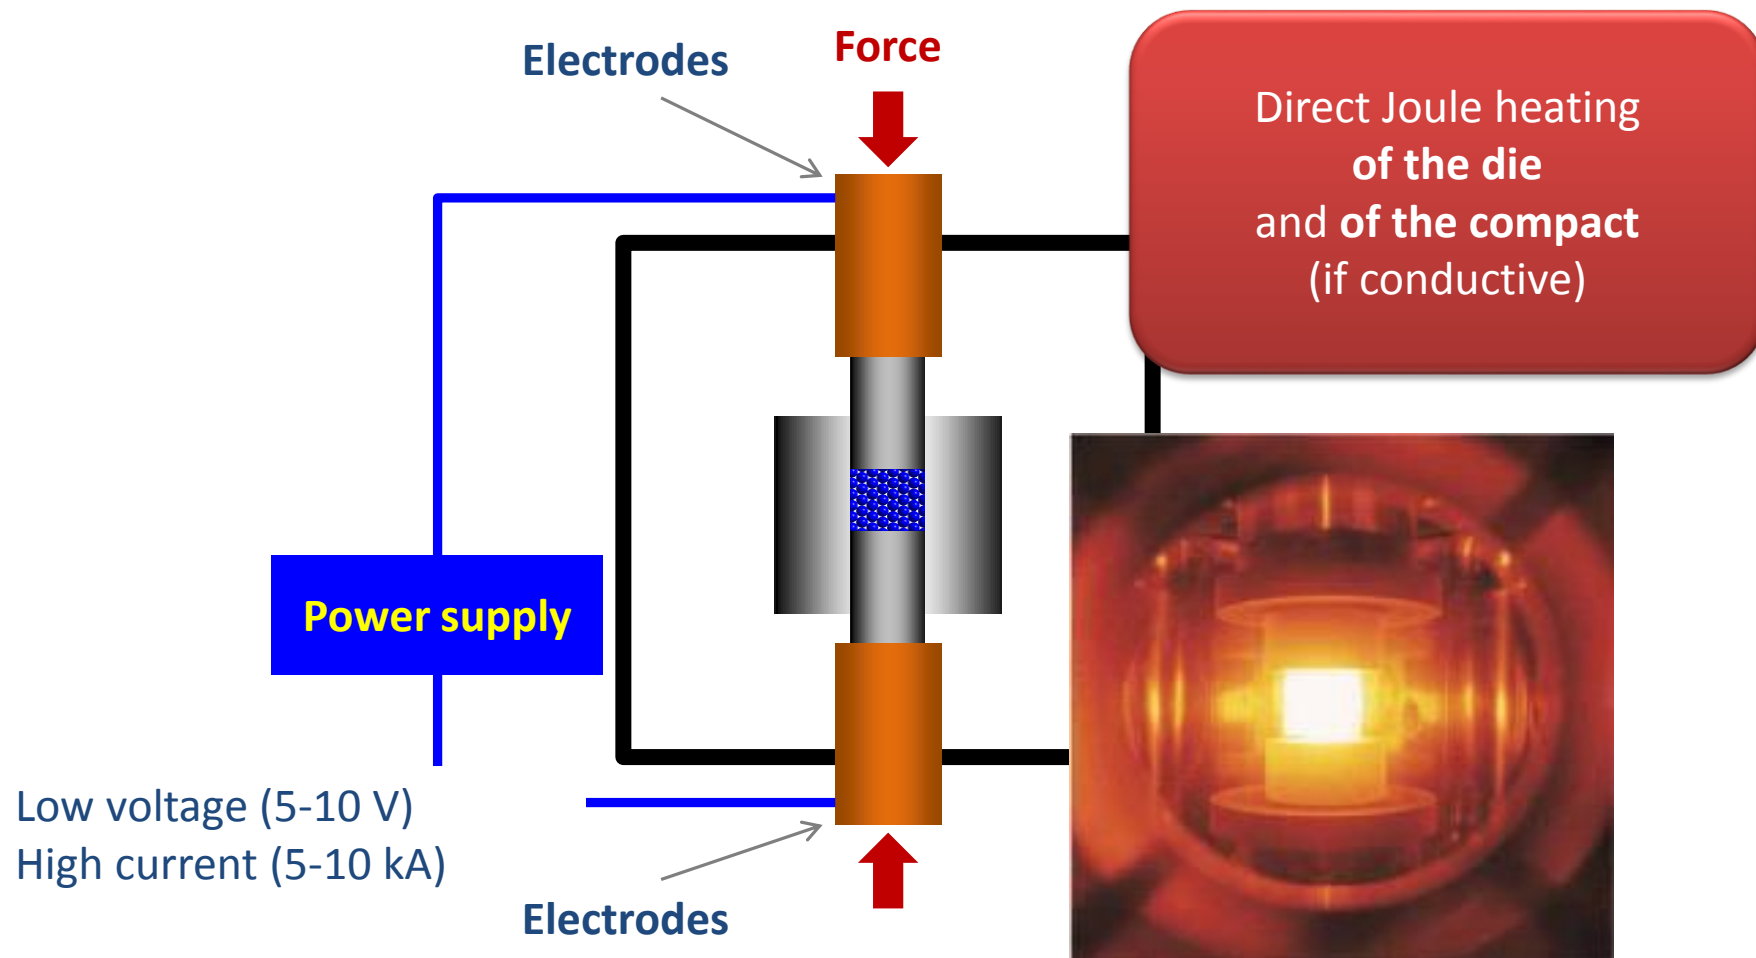 Electrodes
Force
Direct Joule heating
of the die
and of the compact
(if conductive)
Power supply
Low voltage (5-10 V)
High current (5-10 kA)
Electrodes